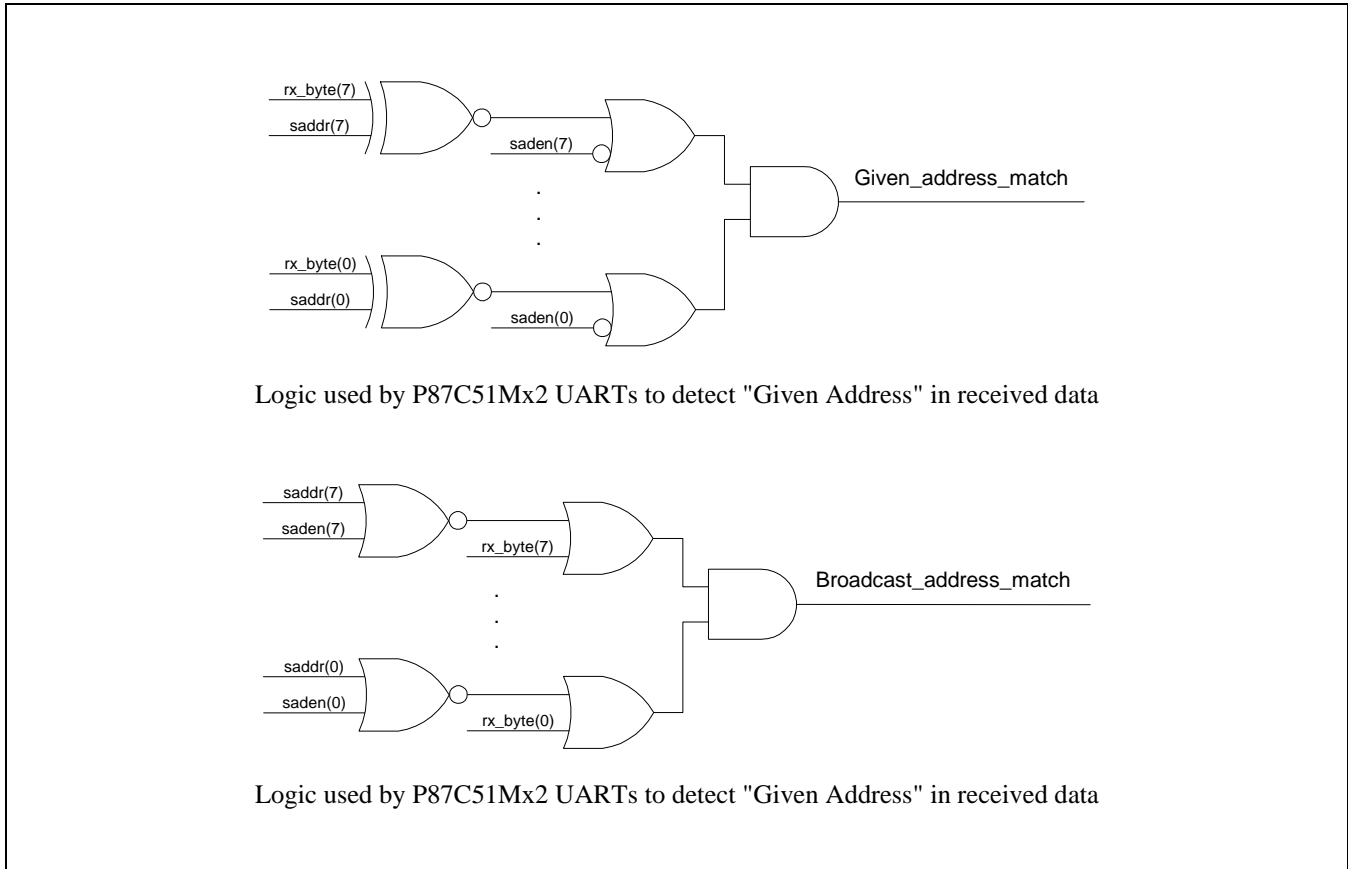 rx_byte(7)
saddr(7)
saden(7)
Given_address_match
.
.
.
rx_byte(0)
saddr(0)
saden(0)
Logic used by P87C51Mx2 UARTs to detect "Given Address" in received data
saddr(7)
saden(7)
rx_byte(7)
Broadcast_address_match
.
.
.
saddr(0)
saden(0)
rx_byte(0)
Logic used by P87C51Mx2 UARTs to detect "Given Address" in received data